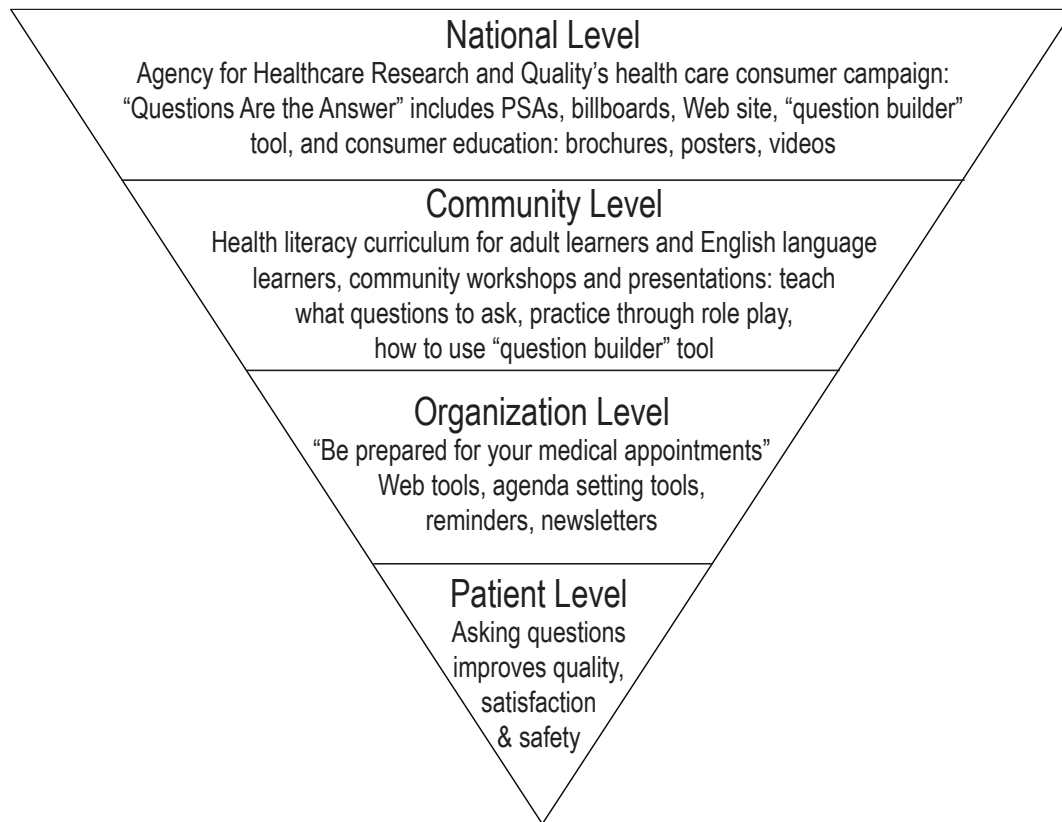 National Level
Agency for Healthcare Research and Quality’s health care consumer campaign:
“Questions Are the Answer” includes PSAs, billboards, Web site, “question builder”
tool, and consumer education: brochures, posters, videos
Community Level
Health literacy curriculum for adult learners and English language
learners, community workshops and presentations: teach
what questions to ask, practice through role play,
how to use “question builder” tool
Organization Level
“Be prepared for your medical appointments”
Web tools, agenda setting tools,
reminders, newsletters
Patient Level
Asking questions
improves quality,
satisfaction
& safety